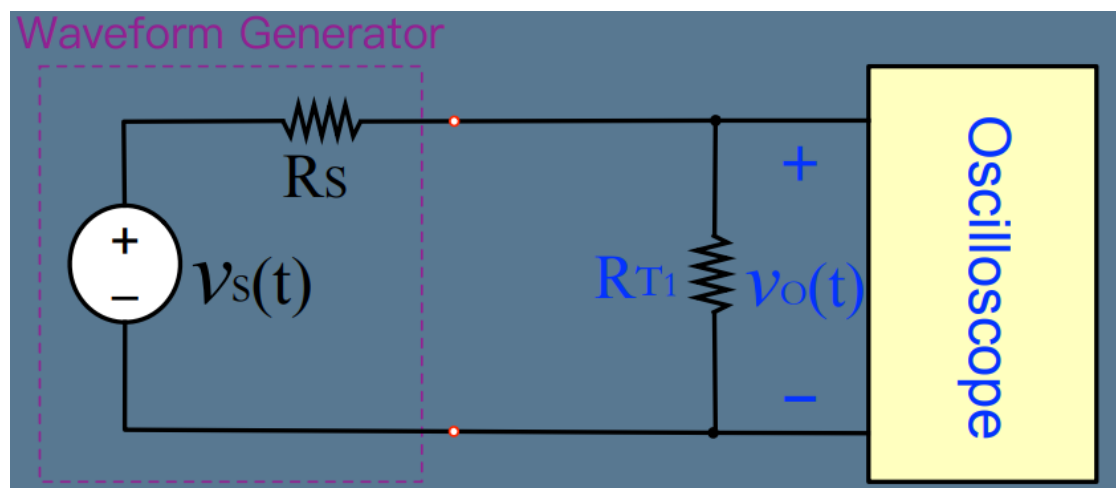 Waveform Generator
RS
+
−
vS(t)
RT1
+
vO(t)
−
Oscilloscope